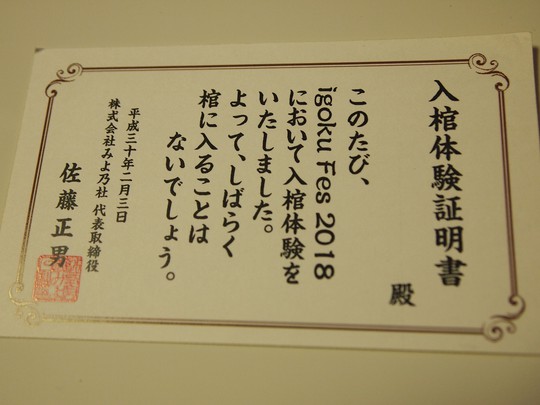 入棺体験証明書
殿
このたび、
igoku Fes 2018
において入棺体験を
いたしました。
よって、しばらく
棺に入ることは
ないでしょう。
平成三十年二月三日
株式会社みよ乃社 代表取締役
佐藤正男